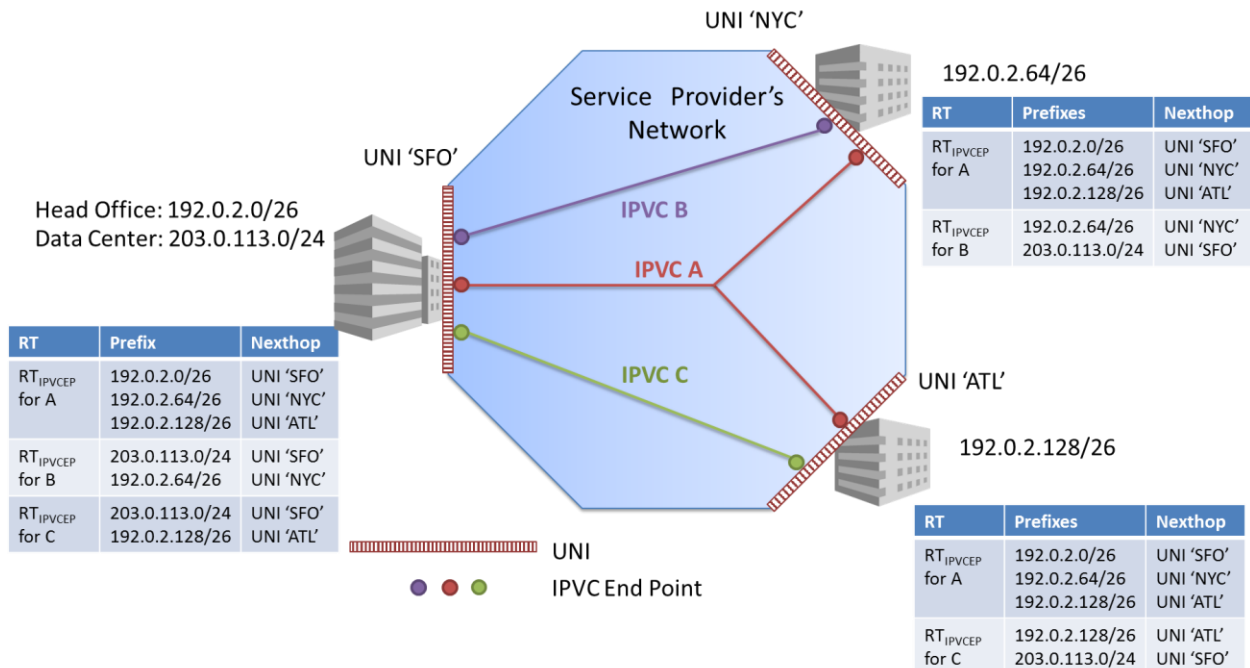 UNI ‘NYC’
192.0.2.64/26
Service Provider’s
Network
RT Prefixes Nexthop
RTIPVCEP 192.0.2.0/26 UNI ‘SFO’
for A 192.0.2.64/26 UNI ‘NYC’
192.0.2.128/26 UNI ‘ATL’
RTIPVCEP 192.0.2.64/26 UNI ‘NYC’
for B 203.0.113.0/24 UNI ‘SFO’
UNI ‘SFO’
Head Office: 192.0.2.0/26
Data Center: 203.0.113.0/24
IPVC B
IPVC A
IPVC C
RT Prefix Nexthop
RTIPVCEP 192.0.2.0/26 UNI ‘SFO’
for A 192.0.2.64/26 UNI ‘NYC’
192.0.2.128/26 UNI ‘ATL’
RTIPVCEP 203.0.113.0/24 UNI ‘SFO’
for B 192.0.2.64/26 UNI ‘NYC’
RTIPVCEP 203.0.113.0/24 UNI ‘SFO’
for C 192.0.2.128/26 UNI ‘ATL’
UNI ‘ATL’
192.0.2.128/26
RT Prefixes Nexthop
RTIPVCEP 192.0.2.0/26 UNI ‘SFO’
for A 192.0.2.64/26 UNI ‘NYC’
192.0.2.128/26 UNI ‘ATL’
RTIPVCEP 192.0.2.128/26 UNI ‘ATL’
for C 203.0.113.0/24 UNI ‘SFO’
UNI
IPVC End Point